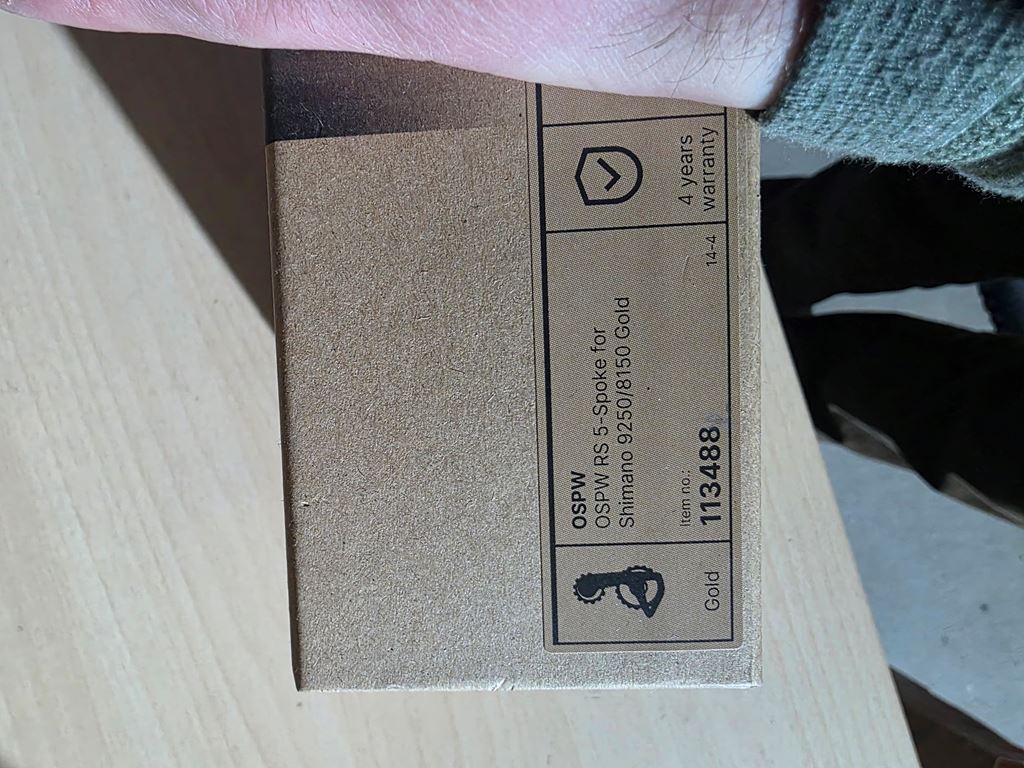 Gold
OSPW
OSPW RS 5-Spoke for
Shimano 9250/8150 Gold
Item no.:
113488
14-4
4 years
warranty